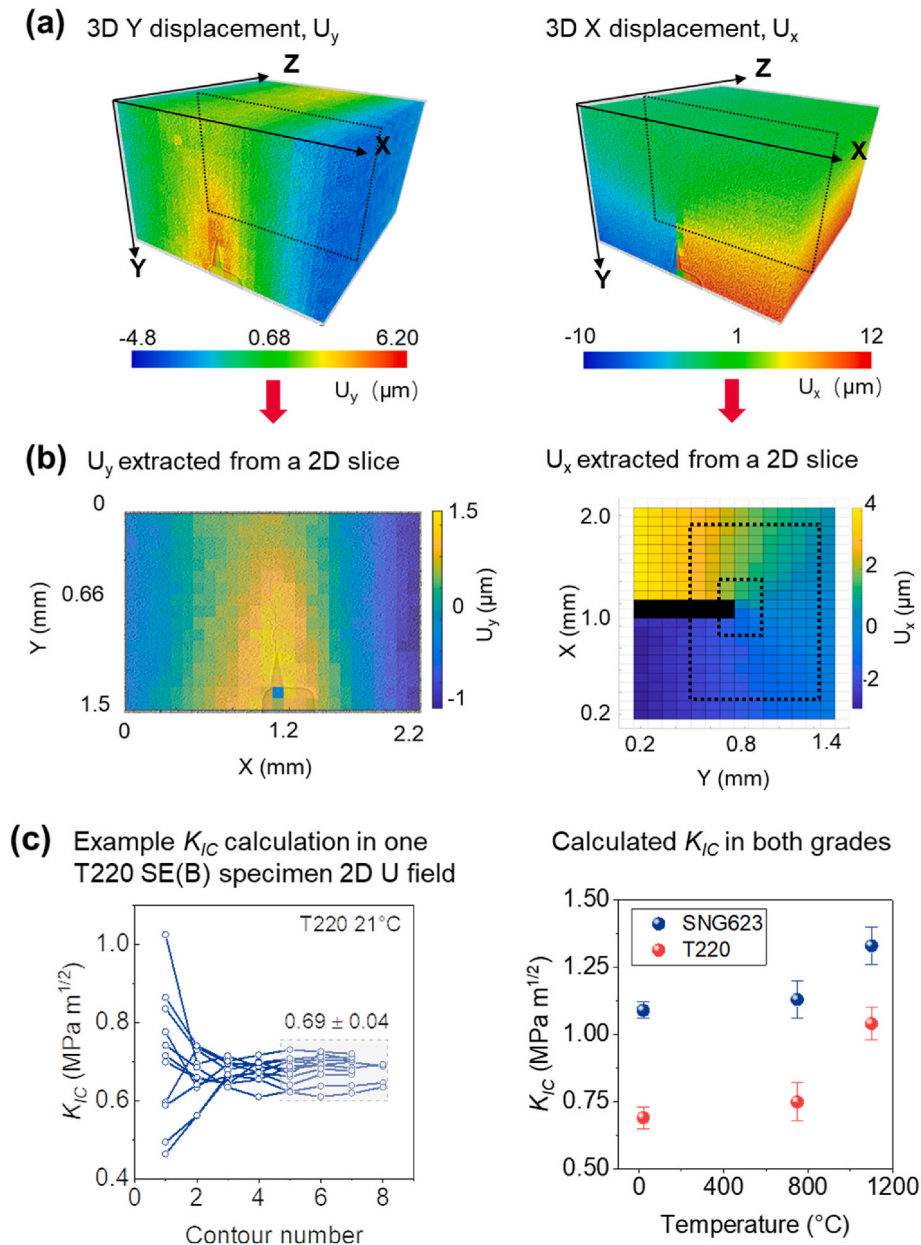 (a)
3D Y displacement, Uy
3D X displacement, Ux
Z
X
Y
Z
X
Y
-4.8 0.68 6.20
Uy (μm)
-10 1 12
Ux (μm)
(b)
Uy extracted from a 2D slice
Ux extracted from a 2D slice
0
0.66
1.5
Y (mm)
0 1.2 2.2
X (mm)
1.5
0
-1
Uy (μm)
2.0
1.0
0.2
X (mm)
0.2 0.8 1.4
Y (mm)
4
2
0
-2
Ux (μm)
(c)
Example KIC calculation in one
T220 SE(B) specimen 2D U field
Calculated KIC in both grades
T220 21°C
0.69 ± 0.04
1.0
0.8
0.6
0.4
KIC (MPa m1/2)
0 2 4 6 8
Contour number
SNG623
T220
1.50
1.25
1.00
0.75
0.50
KIC (MPa m1/2)
0 400 800 1200
Temperature (°C)